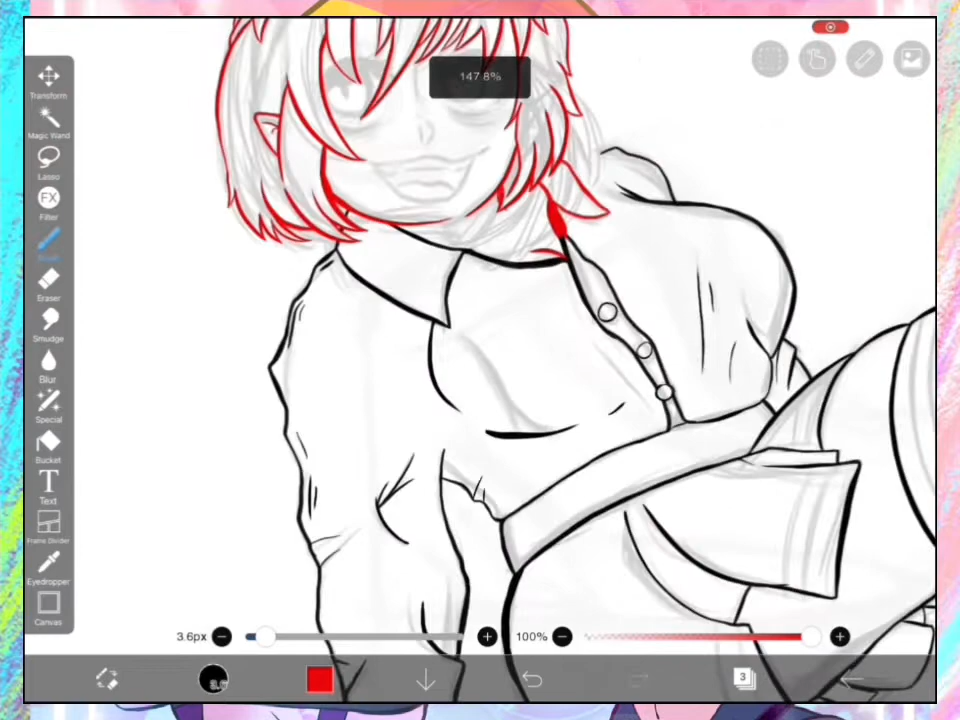 147.8%
Transform
Magic Wand
Lasso
FX
Filter
Brush
Eraser
Smudge
Blur
Special
Bucket
T
Text
Frame Divider
Eyedropper
Canvas
3.6px
100%
3